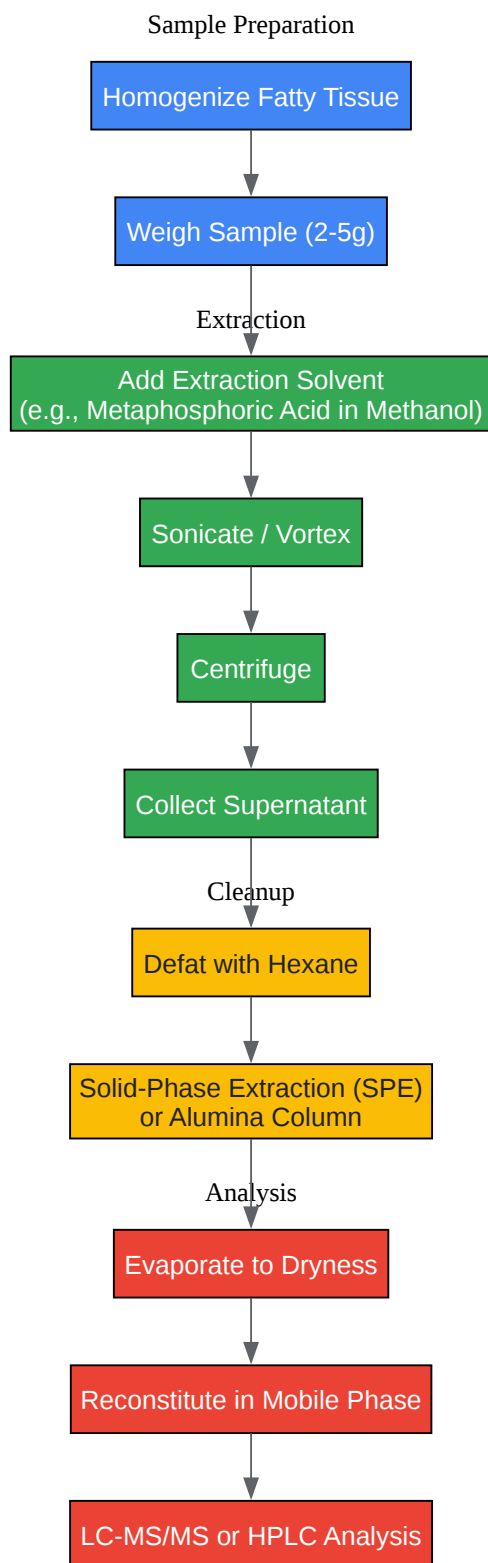 Sample Preparation
Homogenize Fatty Tissue
Weigh Sample (2-5g)
Extraction
Add Extraction Solvent
(e.g., Metaphosphoric Acid in Methanol)
Sonicate / Vortex
Centrifuge
Collect Supernatant
Cleanup
Defat with Hexane
Solid-Phase Extraction (SPE)
or Alumina Column
Analysis
Evaporate to Dryness
Reconstitute in Mobile Phase
LC-MS/MS or HPLC Analysis